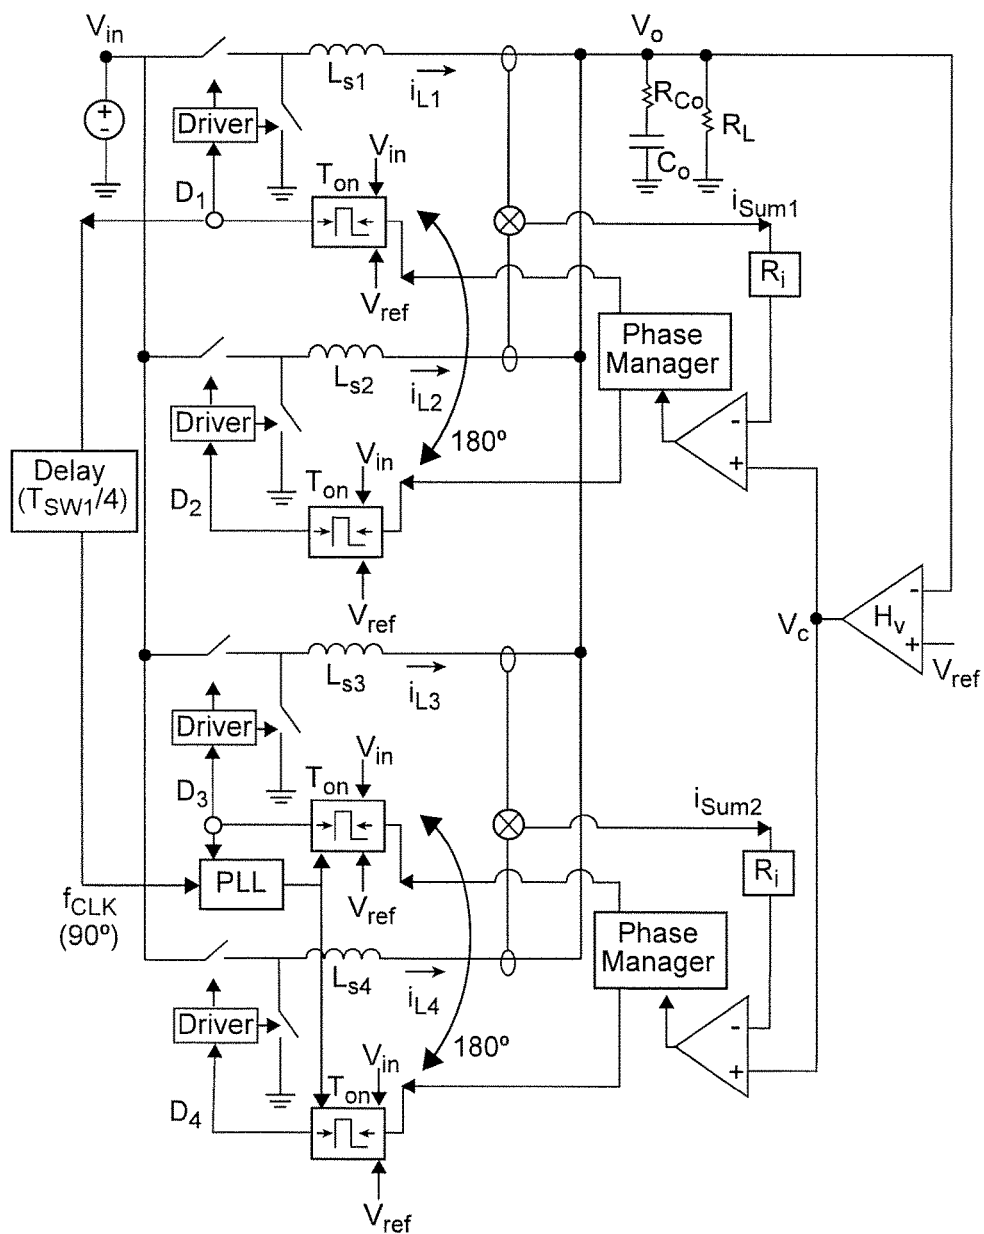 Vin
Vo
+
-
Ls1
iL1
RCo
RL
Co
Driver
Vin
Ton
D1
iSum1
Vref
Ri
Phase
Manager
Ls2
iL2
Driver
-
+
180º
Vin
Delay
(TSW1/4)
Ton
D2
Vref
-
Hv
+
Vc
Vref
Ls3
iL3
Driver
Vin
Ton
D3
iSum2
PLL
Ri
Vref
fCLK
(90º)
Phase
Manager
Ls4
iL4
Driver
-
+
180º
Vin
Ton
D4
Vref